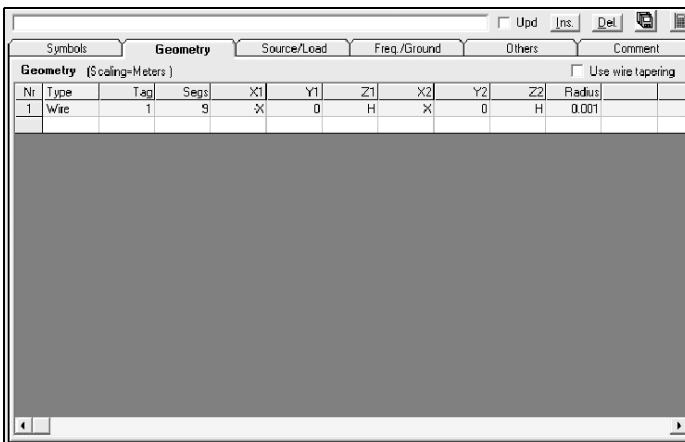 Upd Ins. Del.
Symbols Geometry Source/Load Freq./Ground Others Comment
Geometry (Scaling=Meters) Use wire tapering
Nr Type Tag Segs X1 Y1 Z1 X2 Y2 Z2 Radius
1 Wire 1 9 -X 0 H X 0 H 0.001